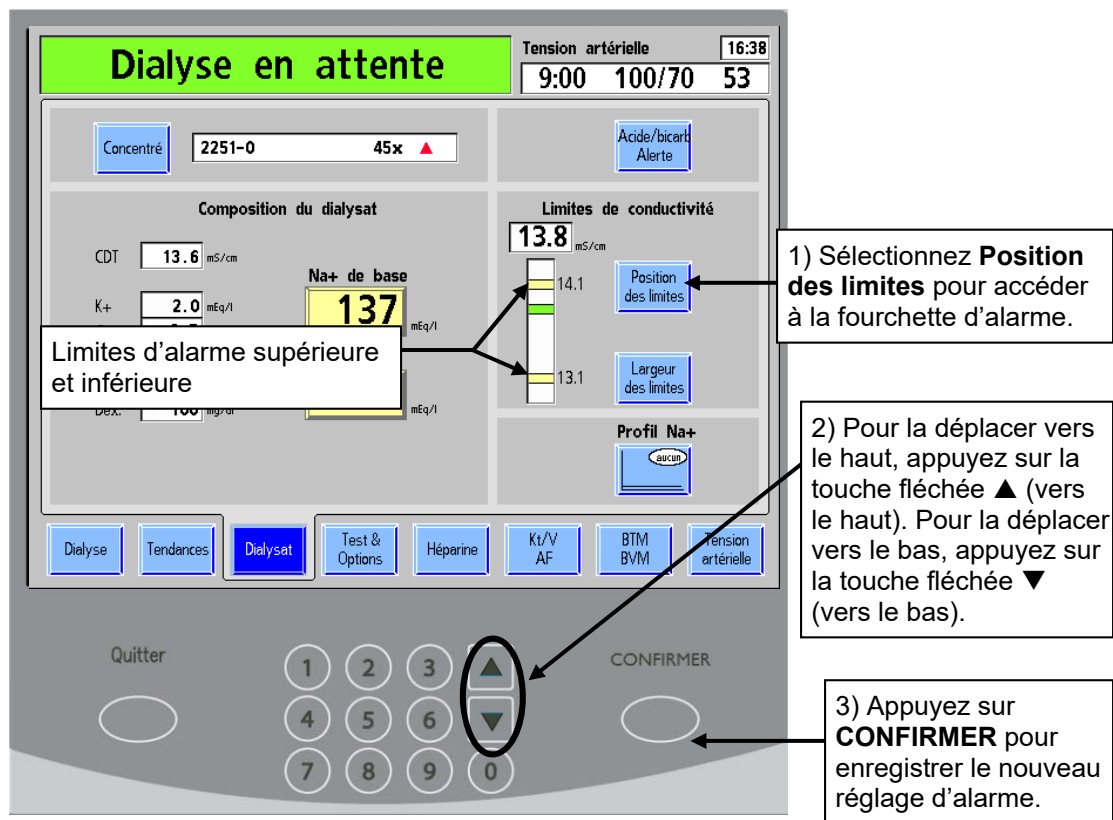 Dialyse en attente
Tension artérielle 16:38
9:00 100/70 53
Concentré 2251-0 45x ▲
Acide/bicarb
Alerte
Composition du dialysat
CDT 13.6 mS/cm
K+ 2.0 mEq/l
Na+ de base
137 mEq/l
mEq/l
Limites de conductivité
13.8 mS/cm
14.1
13.1
Position
des limites
Largeur
des limites
Profil Na+
aucun
Limites d'alarme supérieure
et inférieure
Dex. 100 mg/dl
Dialyse
Tendances
Dialysat
Test &
Options
Héparine
Kt/V
AF
BTM
BVM
Tension
artérielle
Quitter
1 2 3 ▲
4 5 6 ▼
7 8 9 0
CONFIRMER
1) Sélectionnez Position
des limites pour accéder
à la fourchette d'alarme.
2) Pour la déplacer vers
le haut, appuyez sur la
touche fléchée ▲ (vers
le haut). Pour la déplacer
vers le bas, appuyez sur
la touche fléchée ▼
(vers le bas).
3) Appuyez sur
CONFIRMER pour
enregistrer le nouveau
réglage d'alarme.